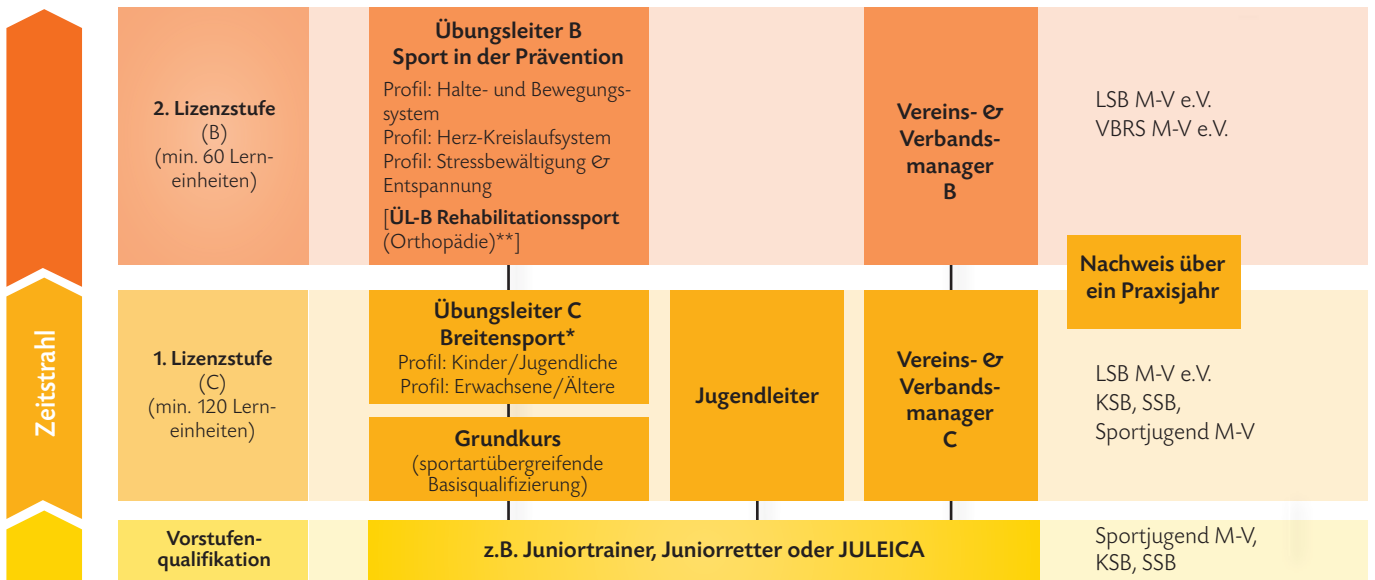 Zeitstrahl
2. Lizenzstufe
(B)
(min. 60 Lern-
einheiten)
Übungsleiter B
Sport in der Prävention
Profil: Halte- und Bewegungs-
system
Profil: Herz-Kreislaufsystem
Profil: Stressbewältigung &
Entspannung
[ÜL-B Rehabilitationssport
(Orthopädie)**]
Vereins- &
Verbands-
manager
B
LSB M-V e.V.
VBRS M-V e.V.
Nachweis über
ein Praxisjahr
1. Lizenzstufe
(C)
(min. 120 Lern-
einheiten)
Übungsleiter C
Breitensport*
Profil: Kinder/Jugendliche
Profil: Erwachsene/Ältere
Grundkurs
(sportartübergreifende
Basisqualifizierung)
Jugendleiter
Vereins- &
Verbands-
manager
C
LSB M-V e.V.
KSB, SSB,
Sportjugend M-V
Vorstufen-
qualifikation
z.B. Juniortrainer, Juniorretter oder JULEICA
Sportjugend M-V,
KSB, SSB